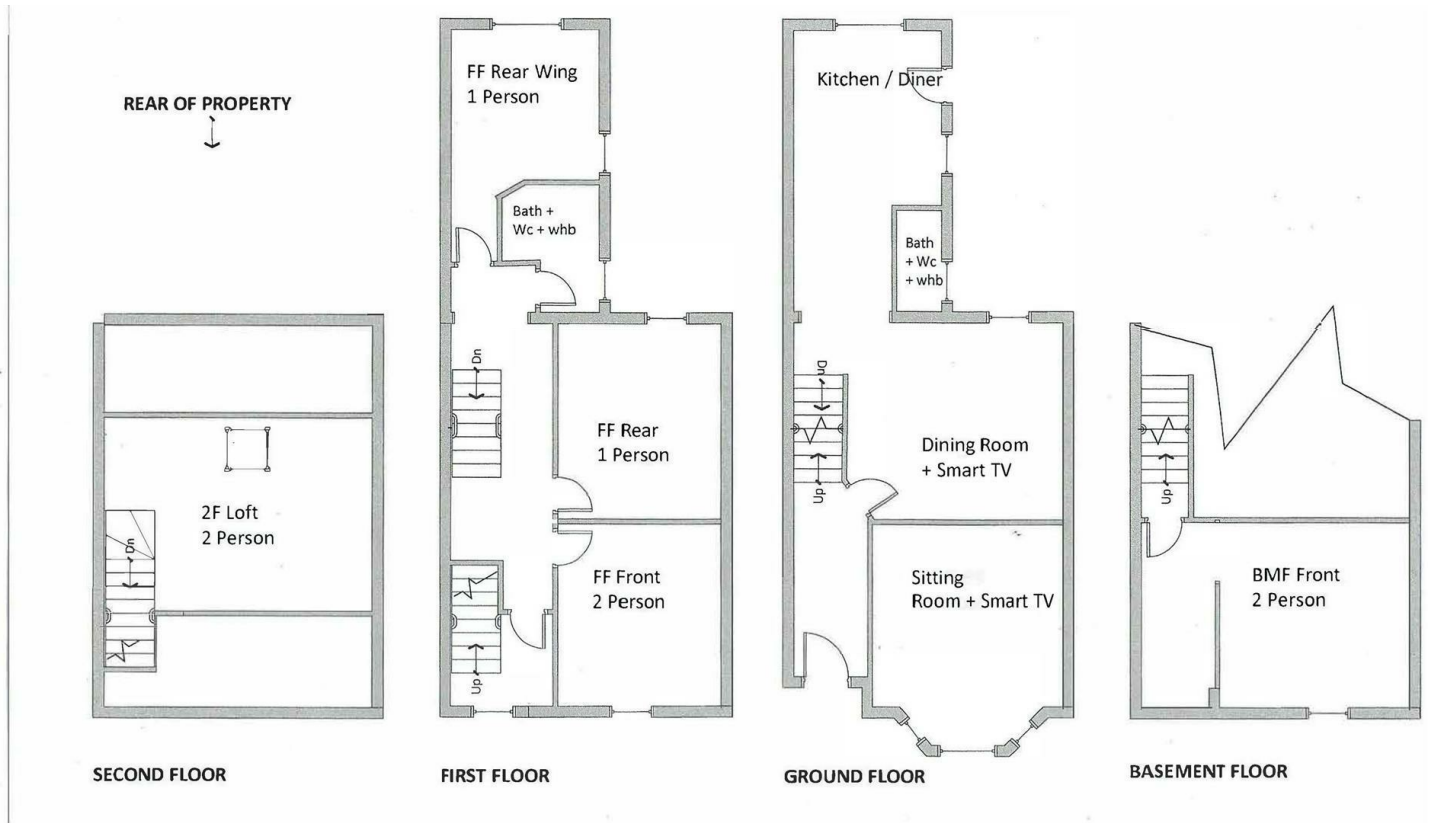 REAR OF PROPERTY
Dn
2F Loft
2 Person
SECOND FLOOR
FF Rear Wing
1 Person
Bath +
Wc + whb
Dn
FF Rear
1 Person
FF Front
2 Person
Up
FIRST FLOOR
Kitchen / Diner
Bath
+ Wc
+ whb
Dn
Up
Dining Room
+ Smart TV
Sitting
Room + Smart TV
GROUND FLOOR
Up
BMF Front
2 Person
BASEMENT FLOOR